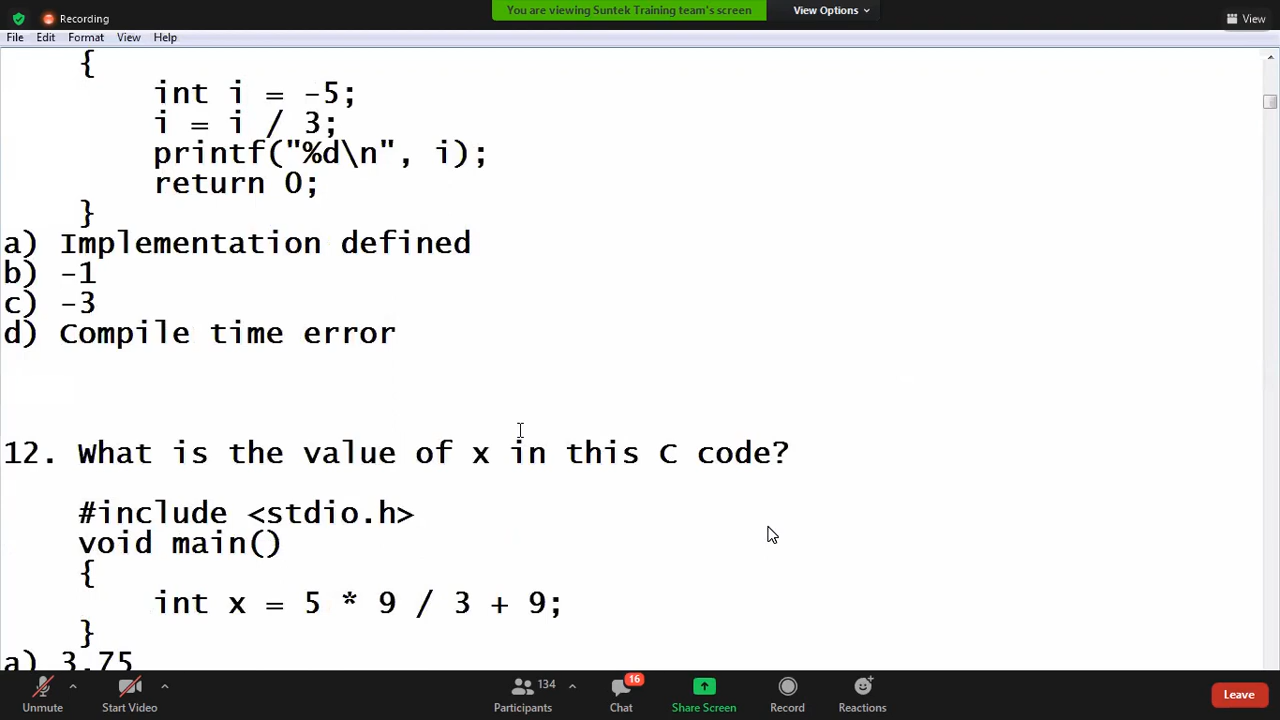 Recording
You are viewing Suntek Training team's screen
View Options
View
File Edit Format View Help
{
int i = -5;
i = i / 3;
printf("%d\n", i);
return 0;
}
a) Implementation defined
b) -1
c) -3
d) Compile time error
12. What is the value of x in this C code?
#include <stdio.h>
void main()
{
int x = 5 * 9 / 3 + 9;
}
a) 3.75
Unmute
Start Video
134
Participants
16
Chat
Share Screen
Record
Reactions
Leave